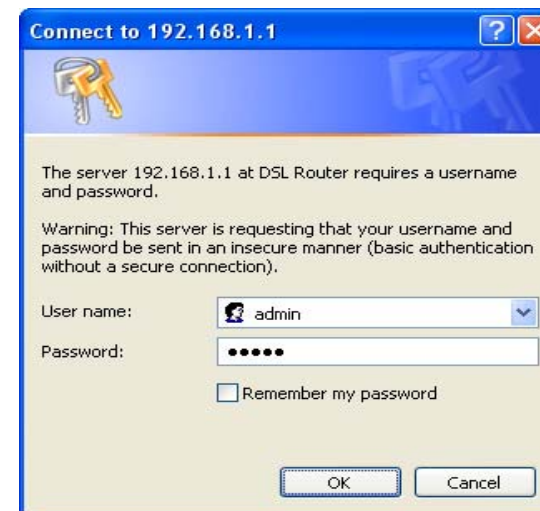 Connect to 192.168.1.1
The server 192.168.1.1 at DSL Router requires a username
and password.
Warning: This server is requesting that your username and
password be sent in an insecure manner (basic authentication
without a secure connection).
User name:
admin
Password:
•••••
Remember my password
OK
Cancel